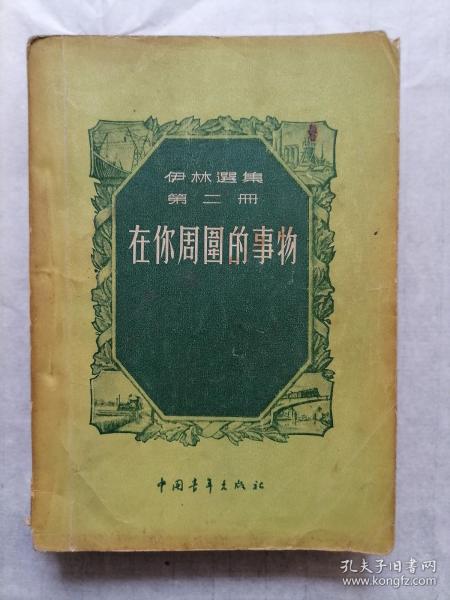 伊林選集
第二冊
在你周圍的事物
中国青年出版社
孔夫子旧书网
www.kongfz.com